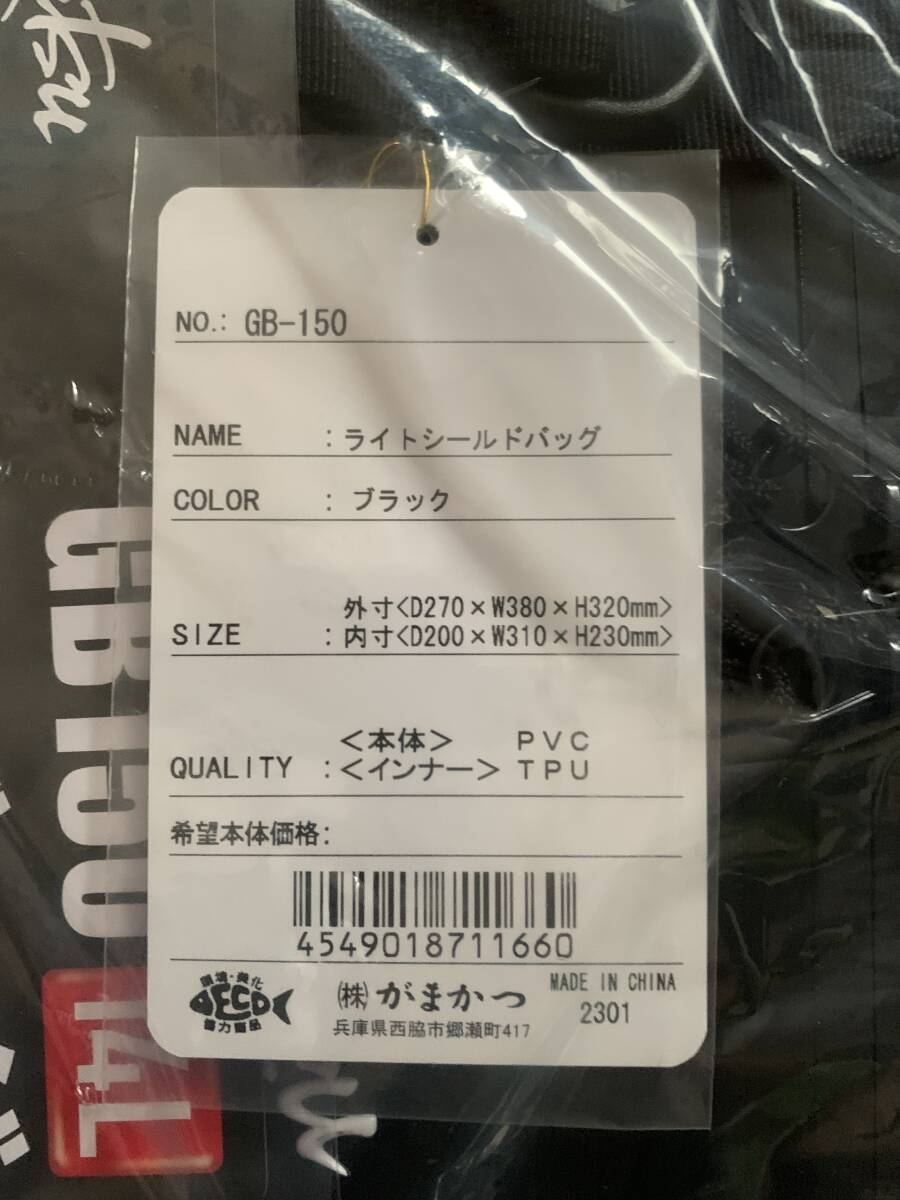 NO.: GB-150
NAME : ライトシールドバッグ
COLOR : ブラック
外寸<D270×W380×H320mm>
SIZE : 内寸<D200×W310×H230mm>
<本体> PVC
QUALITY :<インナー> TPU
希望本体価格:
4549018711660
環境・美化
ECO
協力商品
(株)がまかつ
兵庫県西脇市郷瀬町417
MADE IN CHINA
2301
GB150
14L